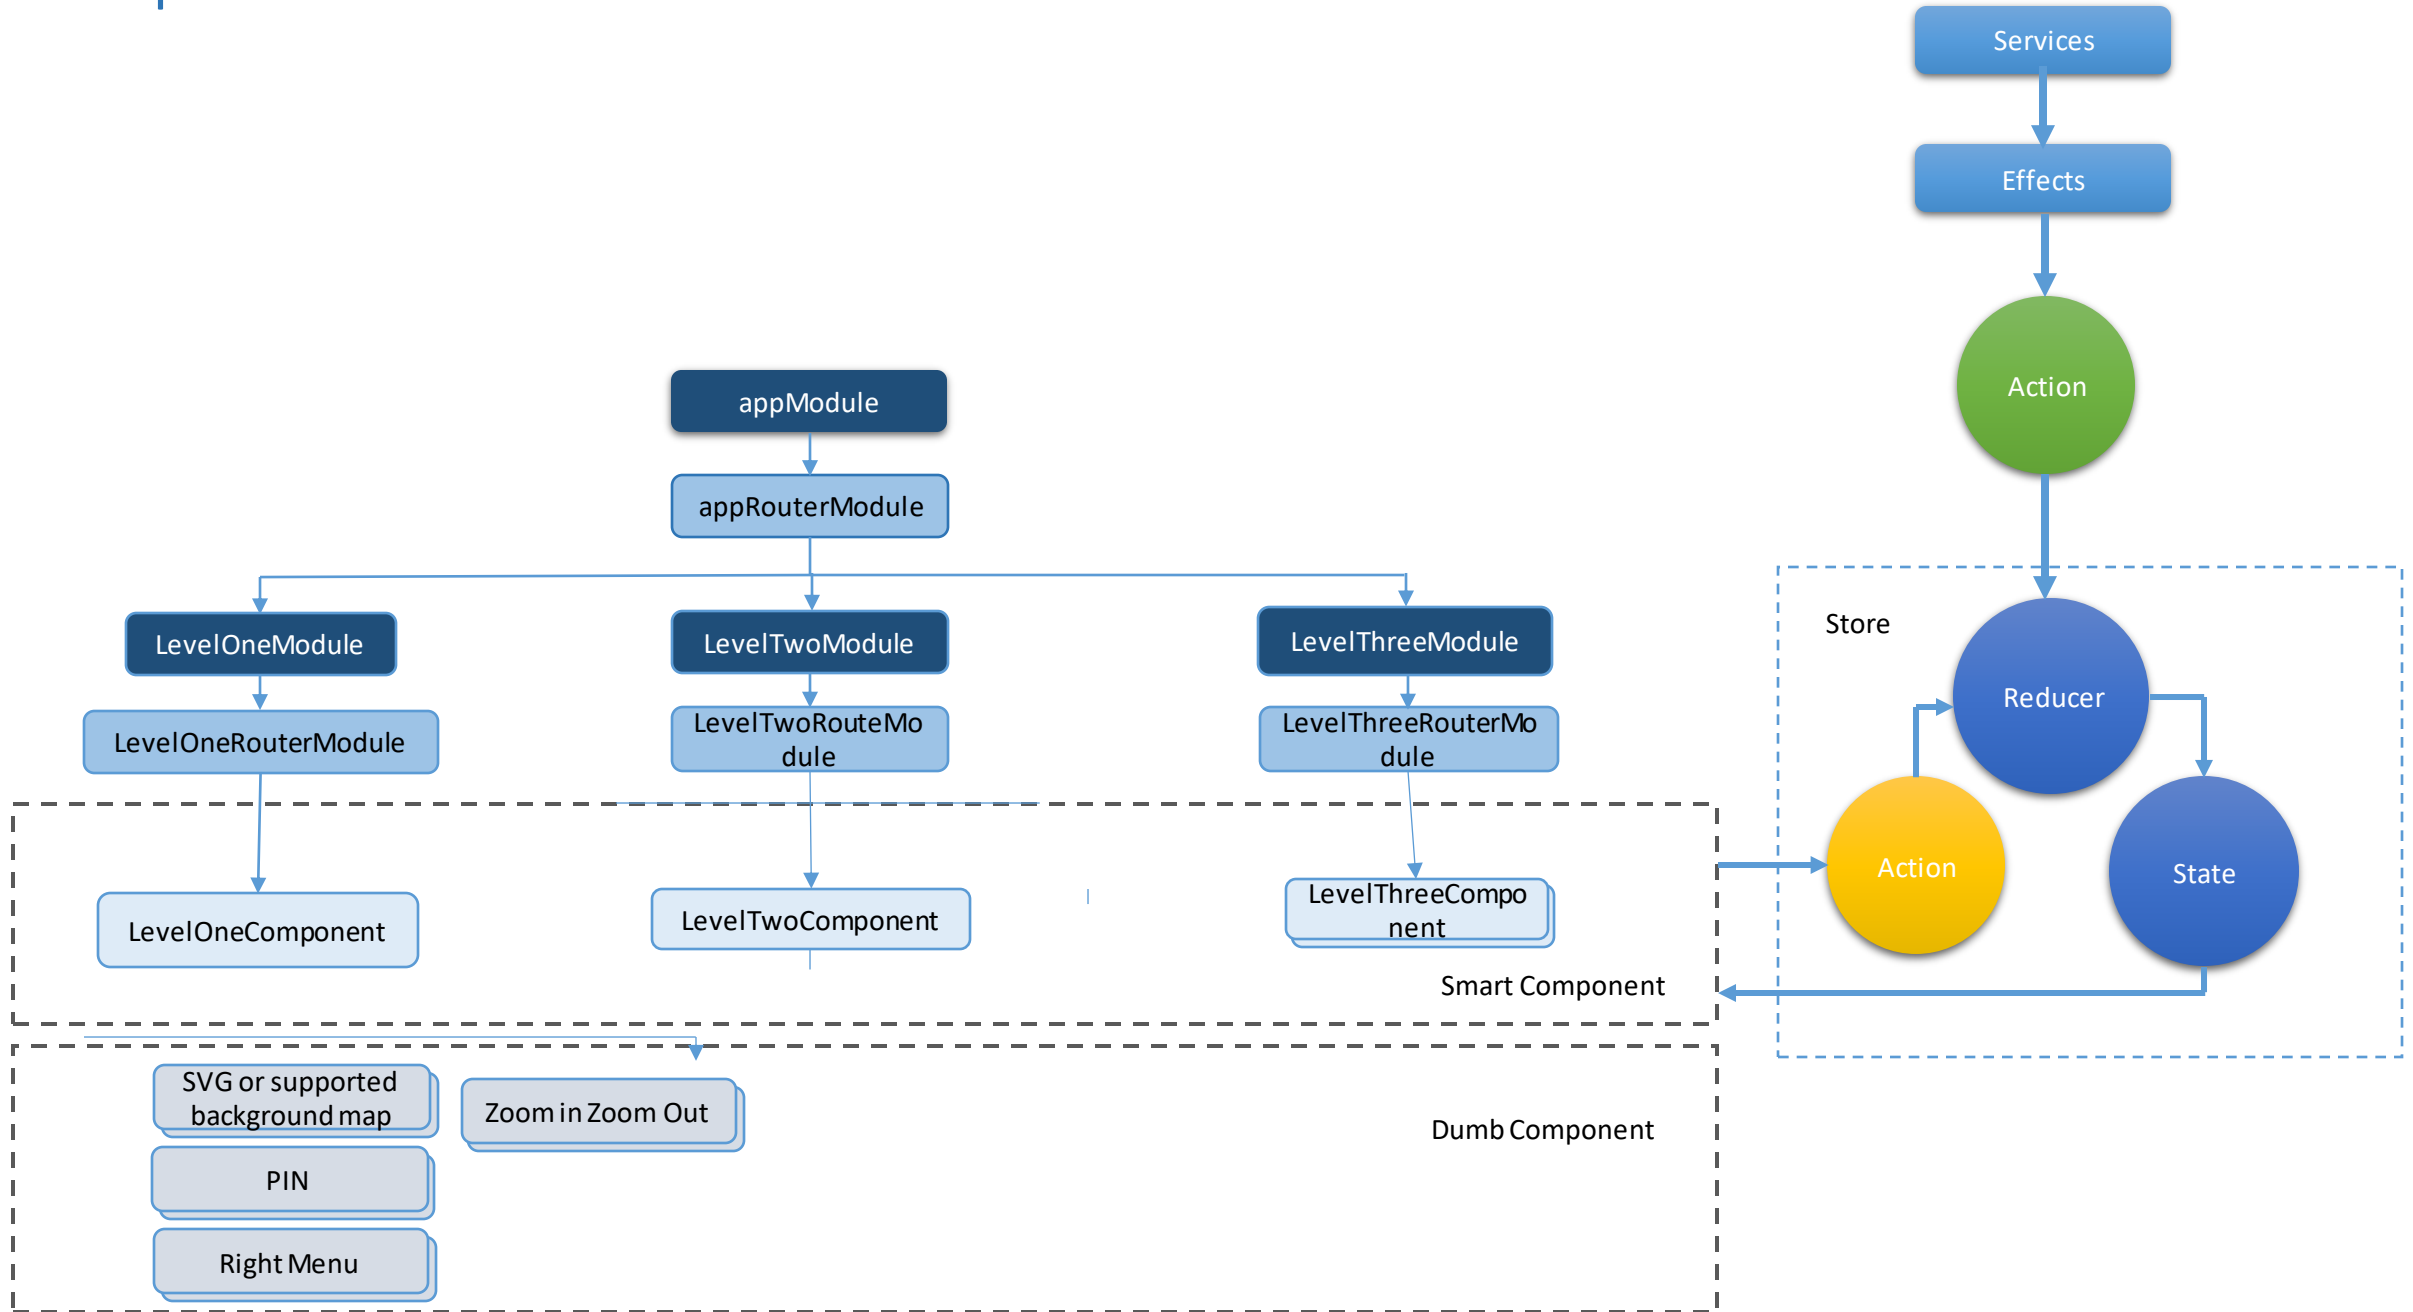 Services
Effects
Action
appModule
appRouterModule
Store
LevelOneModule
LevelTwoModule
LevelThreeModule
Reducer
LevelOneRouterModule
LevelTwoRouteMo
dule
LevelThreeRouterMo
dule
Action
State
LevelOneComponent
LevelTwoComponent
LevelThreeCompo
nent
Smart Component
SVG or supported
background map
Zoom in Zoom Out
Dumb Component
PIN
Right Menu